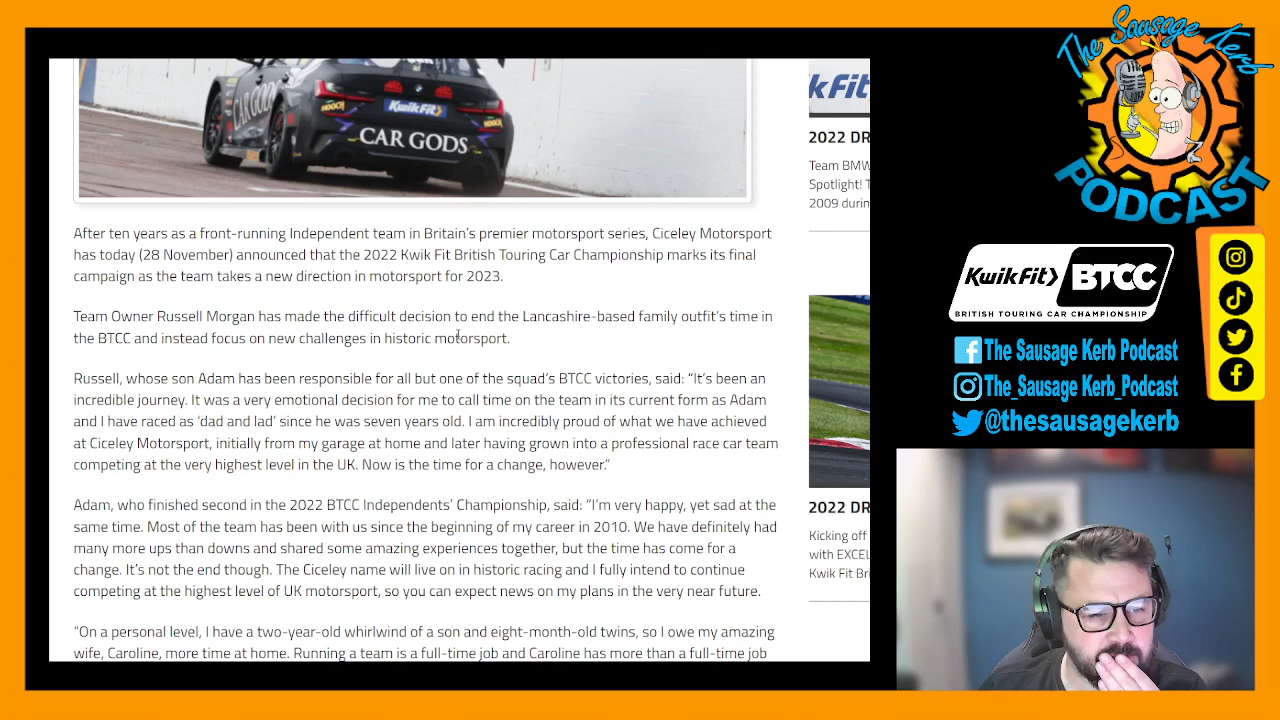 CAR GODS
HOOCH
KwikFit
HOOCH
CAR GODS
After ten years as a front-running Independent team in Britain's premier motorsport series, Ciceley Motorsport
has today (28 November) announced that the 2022 Kwik Fit British Touring Car Championship marks its final
campaign as the team takes a new direction in motorsport for 2023.
Team Owner Russell Morgan has made the difficult decision to end the Lancashire-based family outfit's time in
the BTCC and instead focus on new challenges in historic motorsport.
Russell, whose son Adam has been responsible for all but one of the squad's BTCC victories, said: “It's been an
incredible journey. It was a very emotional decision for me to call time on the team in its current form as Adam
and I have raced as 'dad and lad' since he was seven years old. I am incredibly proud of what we have achieved
at Ciceley Motorsport, initially from my garage at home and later having grown into a professional race car team
competing at the very highest level in the UK. Now is the time for a change, however.”
Adam, who finished second in the 2022 BTCC Independents' Championship, said: “I'm very happy, yet sad at the
same time. Most of the team has been with us since the beginning of my career in 2010. We have definitely had
many more ups than downs and shared some amazing experiences together, but the time has come for a
change. It's not the end though. The Ciceley name will live on in historic racing and I fully intend to continue
competing at the highest level of UK motorsport, so you can expect news on my plans in the very near future.
“On a personal level, I have a two-year-old whirlwind of a son and eight-month-old twins, so I owe my amazing
wife, Caroline, more time at home. Running a team is a full-time job and Caroline has more than a full-time job
kFit
2022 DR
Team BMW
Spotlight! T
2009 durin
2022 DR
Kicking off
with EXCEL
Kwik Fit Bri
The Sausage Kerb
PODCAST
KwikFit BTCC
BRITISH TOURING CAR CHAMPIONSHIP
The Sausage Kerb Podcast
The_Sausage Kerb_Podcast
@thesausagekerb